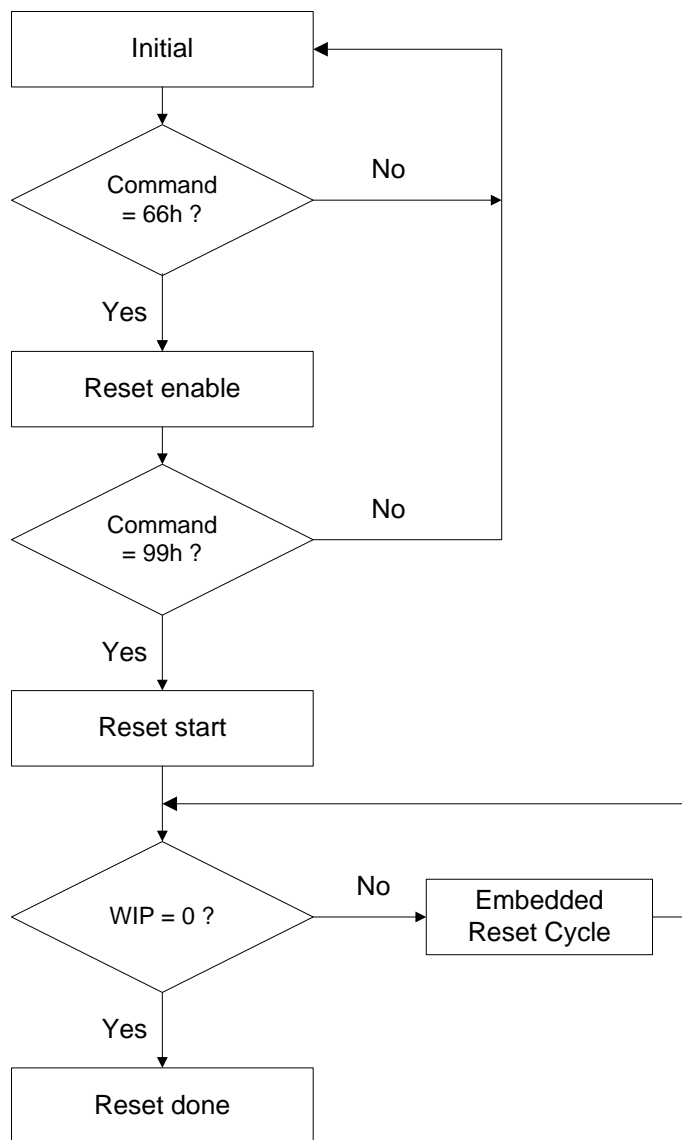 Initial
Command
= 66h ?
No
Yes
Reset enable
Command
= 99h ?
No
Yes
Reset start
WIP = 0 ?
No
Embedded
Reset Cycle
Yes
Reset done